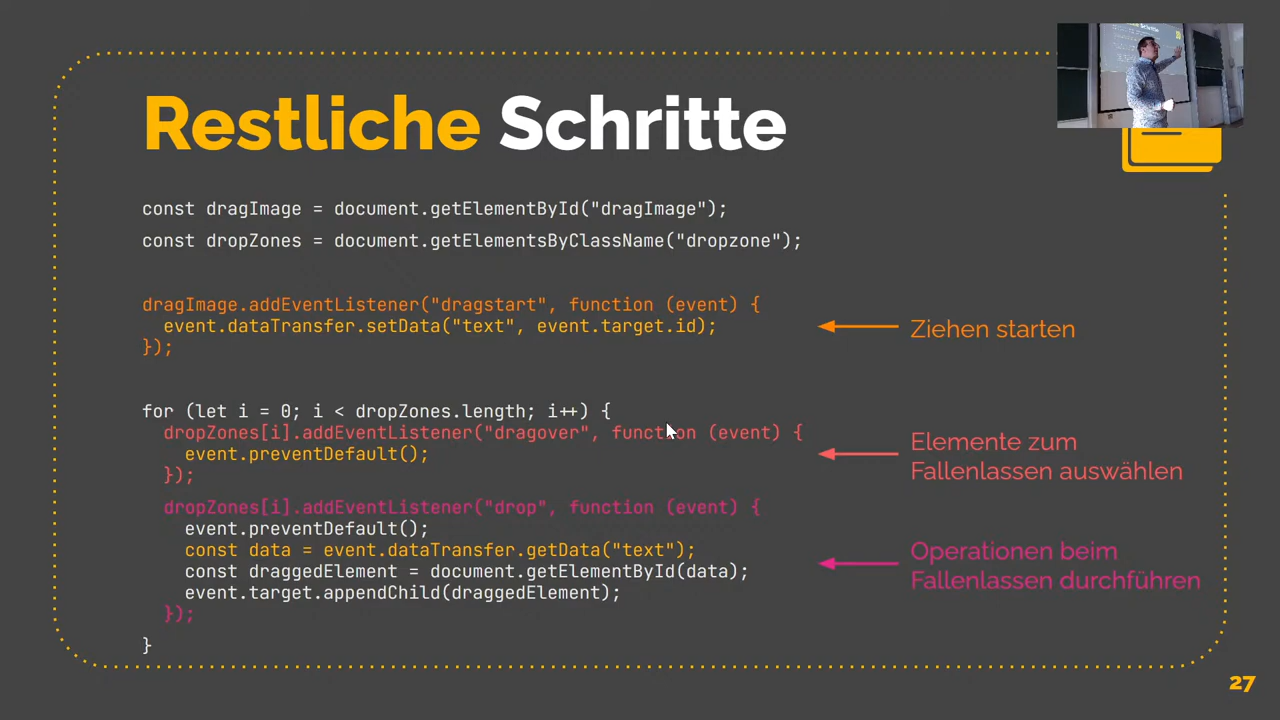 Restliche Schritte
const dragImage = document.getElementById("dragImage");
const dropZones = document.getElementsByClassName("dropzone");
dragImage.addEventListener("dragstart", function (event) {
event.dataTransfer.setData("text", event.target.id);
});
Ziehen starten
for (let i = 0; i < dropZones.length; i++) {
dropZones[i].addEventListener("dragover", function (event) {
event.preventDefault();
});
Elemente zum
Fallenlassen auswählen
dropZones[i].addEventListener("drop", function (event) {
event.preventDefault();
const data = event.dataTransfer.getData("text");
const draggedElement = document.getElementById(data);
event.target.appendChild(draggedElement);
});
Operationen beim
Fallenlassen durchführen
}
27